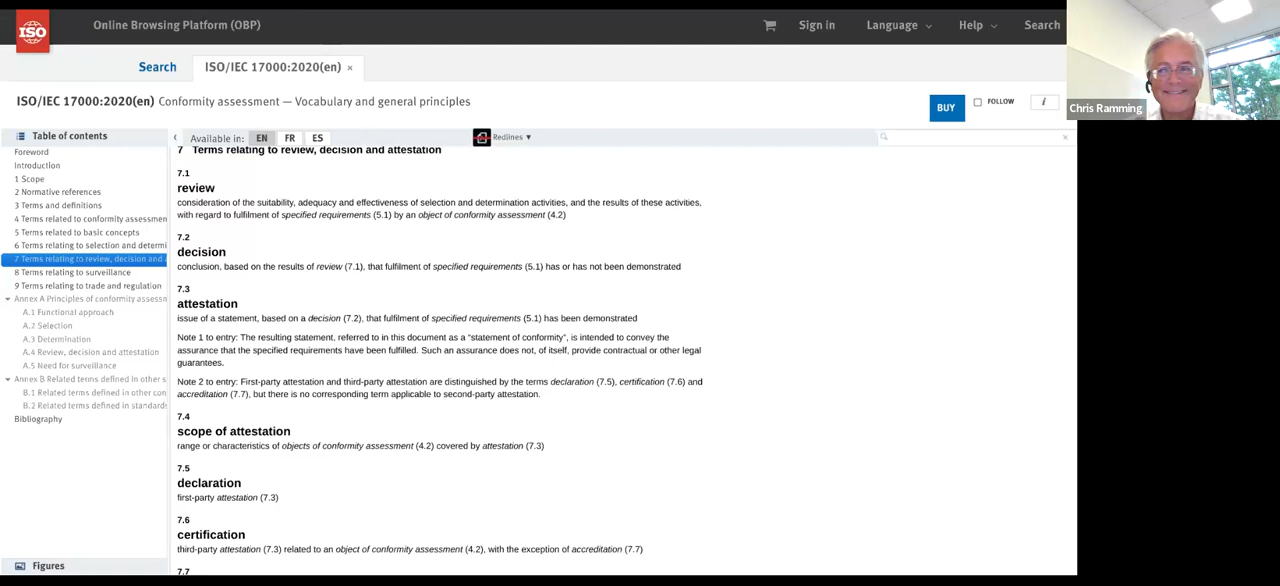 ISO
Online Browsing Platform (OBP)
Sign in
Language
Help
Search
Search
ISO/IEC 17000:2020(en) ×
ISO/IEC 17000:2020(en) Conformity assessment — Vocabulary and general principles
BUY
FOLLOW
i
Chris Ramming
Table of contents
Available in: EN FR ES
Redlines ▾
Foreword
Introduction
1 Scope
2 Normative references
3 Terms and definitions
4 Terms related to conformity assessmen
5 Terms related to basic concepts
6 Terms relating to selection and determi
7 Terms relating to review, decision and a
8 Terms relating to surveillance
9 Terms relating to trade and regulation
Annex A Principles of conformity assessm
A.1 Functional approach
A.2 Selection
A.3 Determination
A.4 Review, decision and attestation
A.5 Need for surveillance
Annex B Related terms defined in other s
B.1 Related terms defined in other con
B.2 Related terms defined in standards
Bibliography
Figures
7 Terms relating to review, decision and attestation
7.1
review
consideration of the suitability, adequacy and effectiveness of selection and determination activities, and the results of these activities,
with regard to fulfilment of specified requirements (5.1) by an object of conformity assessment (4.2)
7.2
decision
conclusion, based on the results of review (7.1), that fulfilment of specified requirements (5.1) has or has not been demonstrated
7.3
attestation
issue of a statement, based on a decision (7.2), that fulfilment of specified requirements (5.1) has been demonstrated
Note 1 to entry: The resulting statement, referred to in this document as a “statement of conformity”, is intended to convey the
assurance that the specified requirements have been fulfilled. Such an assurance does not, of itself, provide contractual or other legal
guarantees.
Note 2 to entry: First-party attestation and third-party attestation are distinguished by the terms declaration (7.5), certification (7.6) and
accreditation (7.7), but there is no corresponding term applicable to second-party attestation.
7.4
scope of attestation
range or characteristics of objects of conformity assessment (4.2) covered by attestation (7.3)
7.5
declaration
first-party attestation (7.3)
7.6
certification
third-party attestation (7.3) related to an object of conformity assessment (4.2), with the exception of accreditation (7.7)
7.7